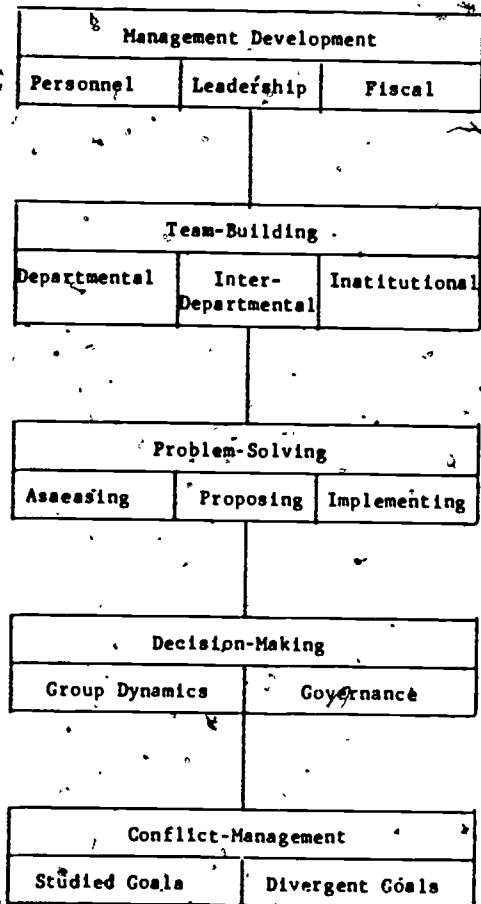 Management Development
Personnel Leadership Fiscal
Team-Building
Departmental Inter-Departmental Institutional
Problem-Solving
Assessing Proposing Implementing
Decision-Making
Group Dynamics Governance
Conflict-Management
Studied Goals Divergent Goals